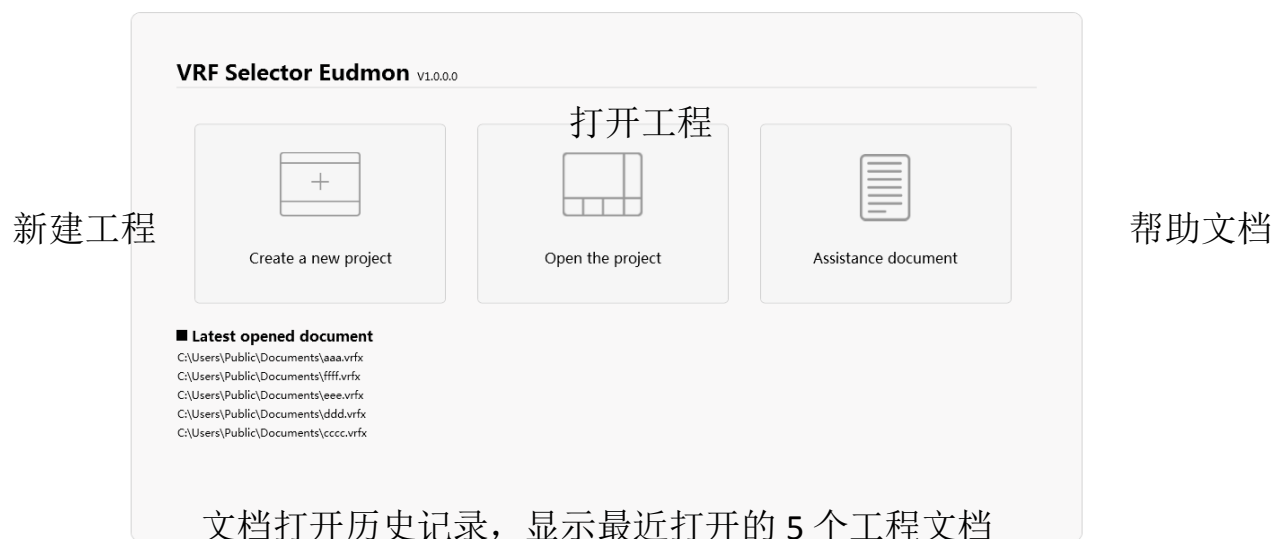 VRF Selector Eudmon V1.0.0.0
打开工程
新建工程
帮助文档
Create a new project
Open the project
Assistance document
Latest opened document
C:\Users\Public\Documents\aaa.vrfx
C:\Users\Public\Documents\ffff.vrfx
C:\Users\Public\Documents\eee.vrfx
C:\Users\Public\Documents\ddd.vrfx
C:\Users\Public\Documents\cccc.vrfx
文档打开历史记录，显示最近打开的 5 个工程文档